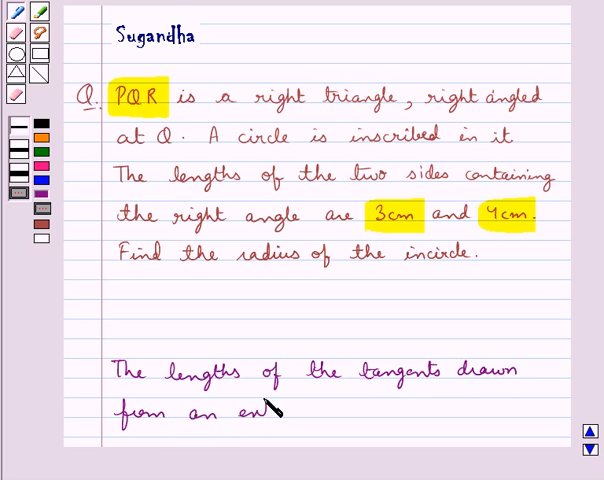 Sugandha
Q. PQR is a right triangle, right angled
at Q. A circle is inscribed in it
The lengths of the two sides containing
the right angle are 3cm and 4cm.
Find the radius of the incircle.
The lengths of the tangents drawn
from an ext